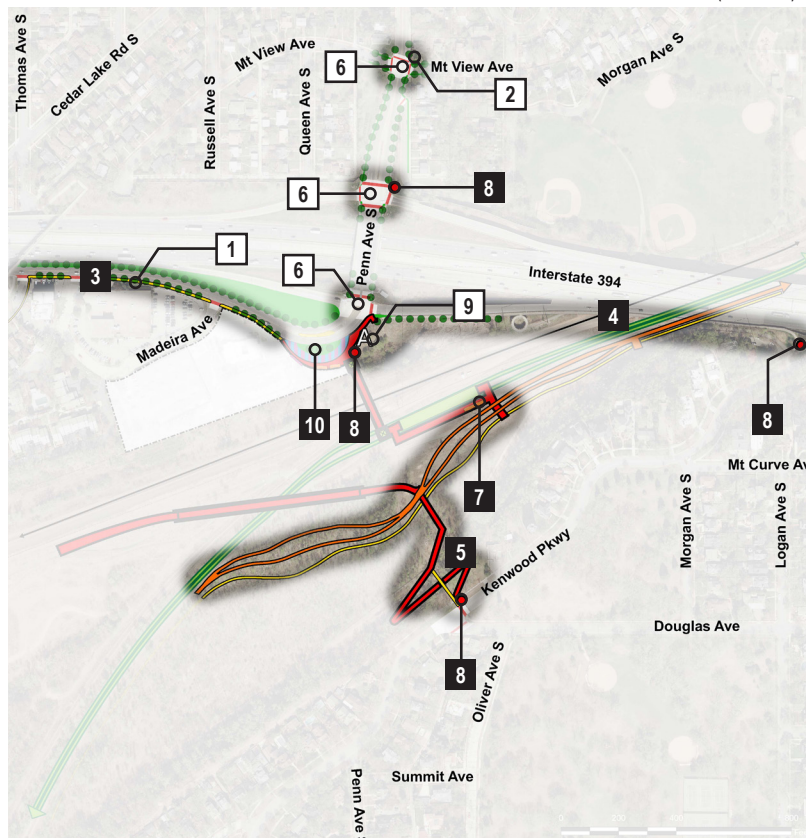 Thomas Ave S
Cedar Lake Rd S
Russell Ave S
Mt View Ave
Queen Ave S
6
Mt View Ave
2
Morgan Ave S
6
8
Penn Ave S
1
3
6
Interstate 394
9
4
Madeira Ave
A
10
8
8
7
Mt Curve Av
Morgan Ave S
Logan Ave S
5
Kenwood Pkwy
Douglas Ave
8
Oliver Ave S
Summit Ave
Penn Ave S